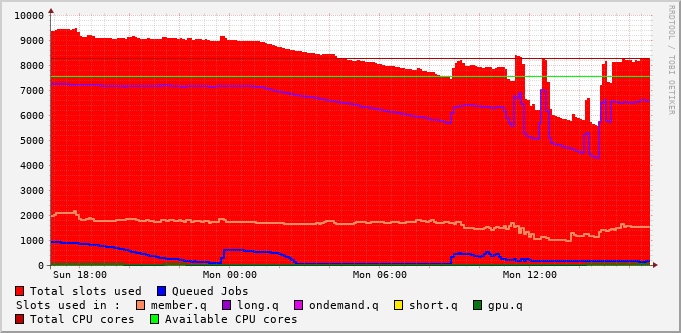 10000
9000
8000
7000
6000
5000
4000
3000
2000
1000
0
Sun 18:00 Mon 00:00 Mon 06:00 Mon 12:00
RRDTOOL / TOBI OETIKER
Total slots used Queued Jobs
Slots used in : member.q long.q ondemand.q short.q gpu.q
Total CPU cores Available CPU cores